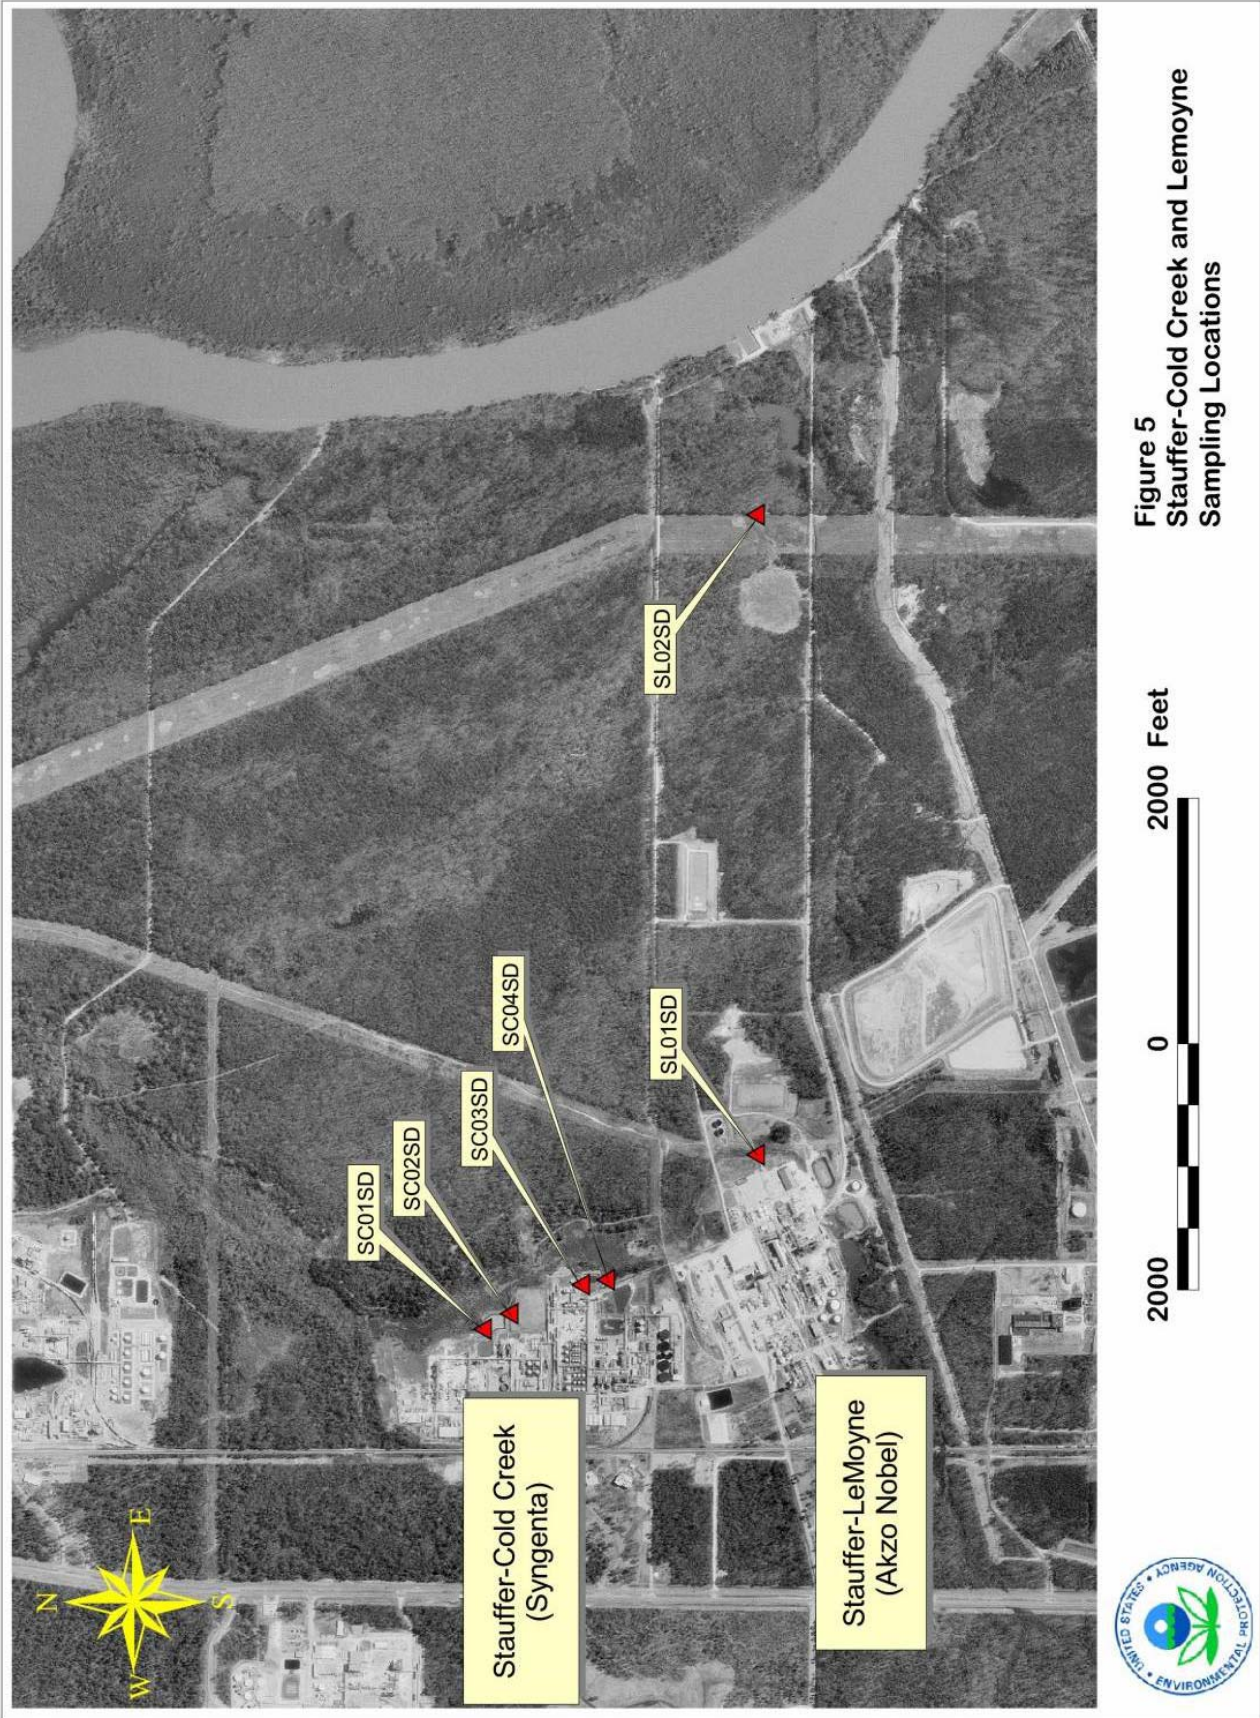 N
W
E
S
SC01SD
SC02SD
SC03SD
SC04SD
SL01SD
SL02SD
Stauffer-Cold Creek
(Syngenta)
Stauffer-LeMoyne
(Akzo Nobel)
UNITED STATES • ENVIRONMENTAL PROTECTION AGENCY •
2000 0 2000 Feet
Figure 5
Stauffer-Cold Creek and Lemoyne
Sampling Locations